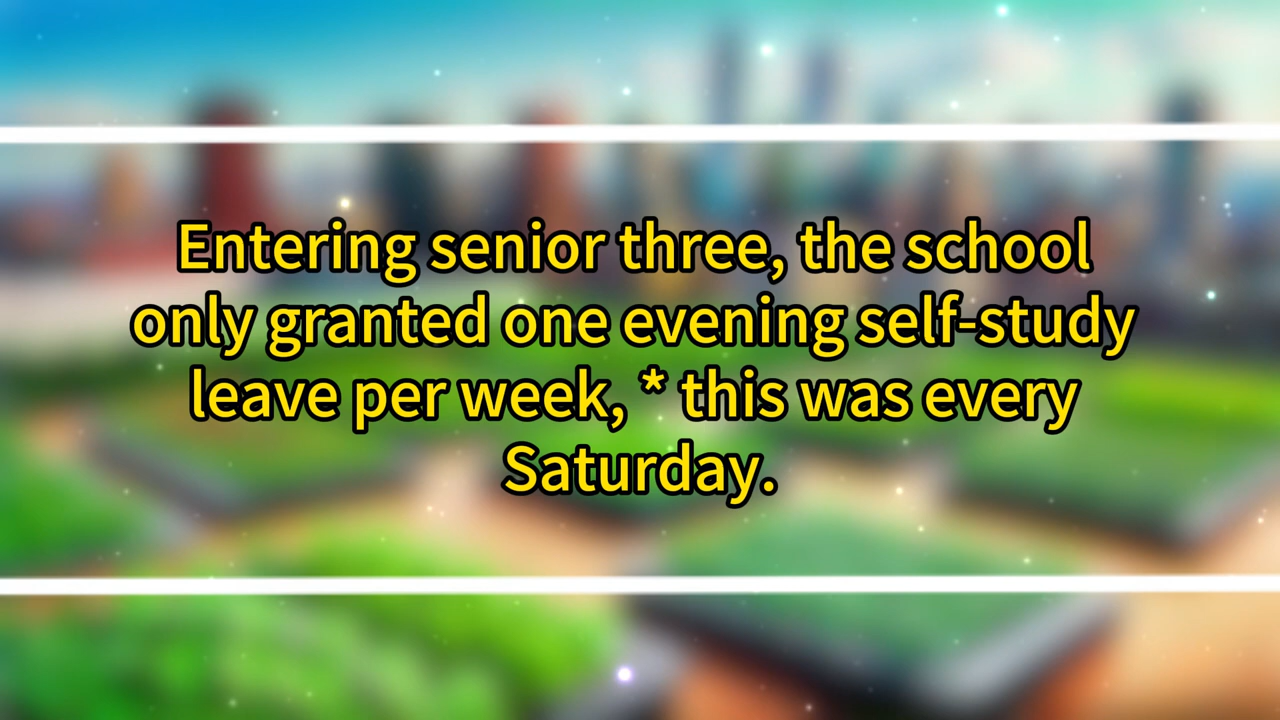 Entering senior three, the school
only granted one evening self-study
leave per week, * this was every
Saturday.